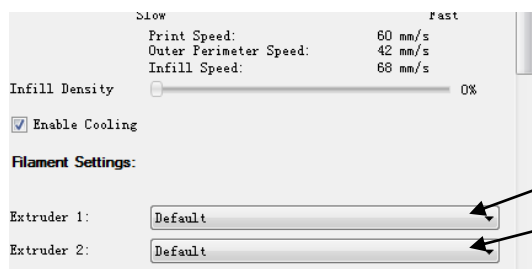 Slow Fast
Print Speed: 60 mm/s
Outer Perimeter Speed: 42 mm/s
Infill Speed: 68 mm/s
Infill Density 0%
Enable Cooling
Filament Settings:
Extruder 1: Default
Extruder 2: Default